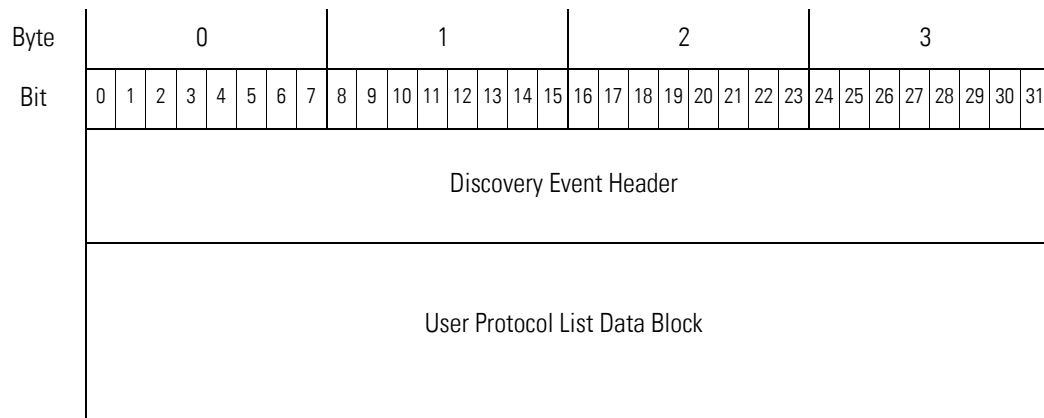 Byte 0 1 2 3
Bit 0 1 2 3 4 5 6 7 8 9 10 11 12 13 14 15 16 17 18 19 20 21 22 23 24 25 26 27 28 29 30 31
Discovery Event Header
User Protocol List Data Block